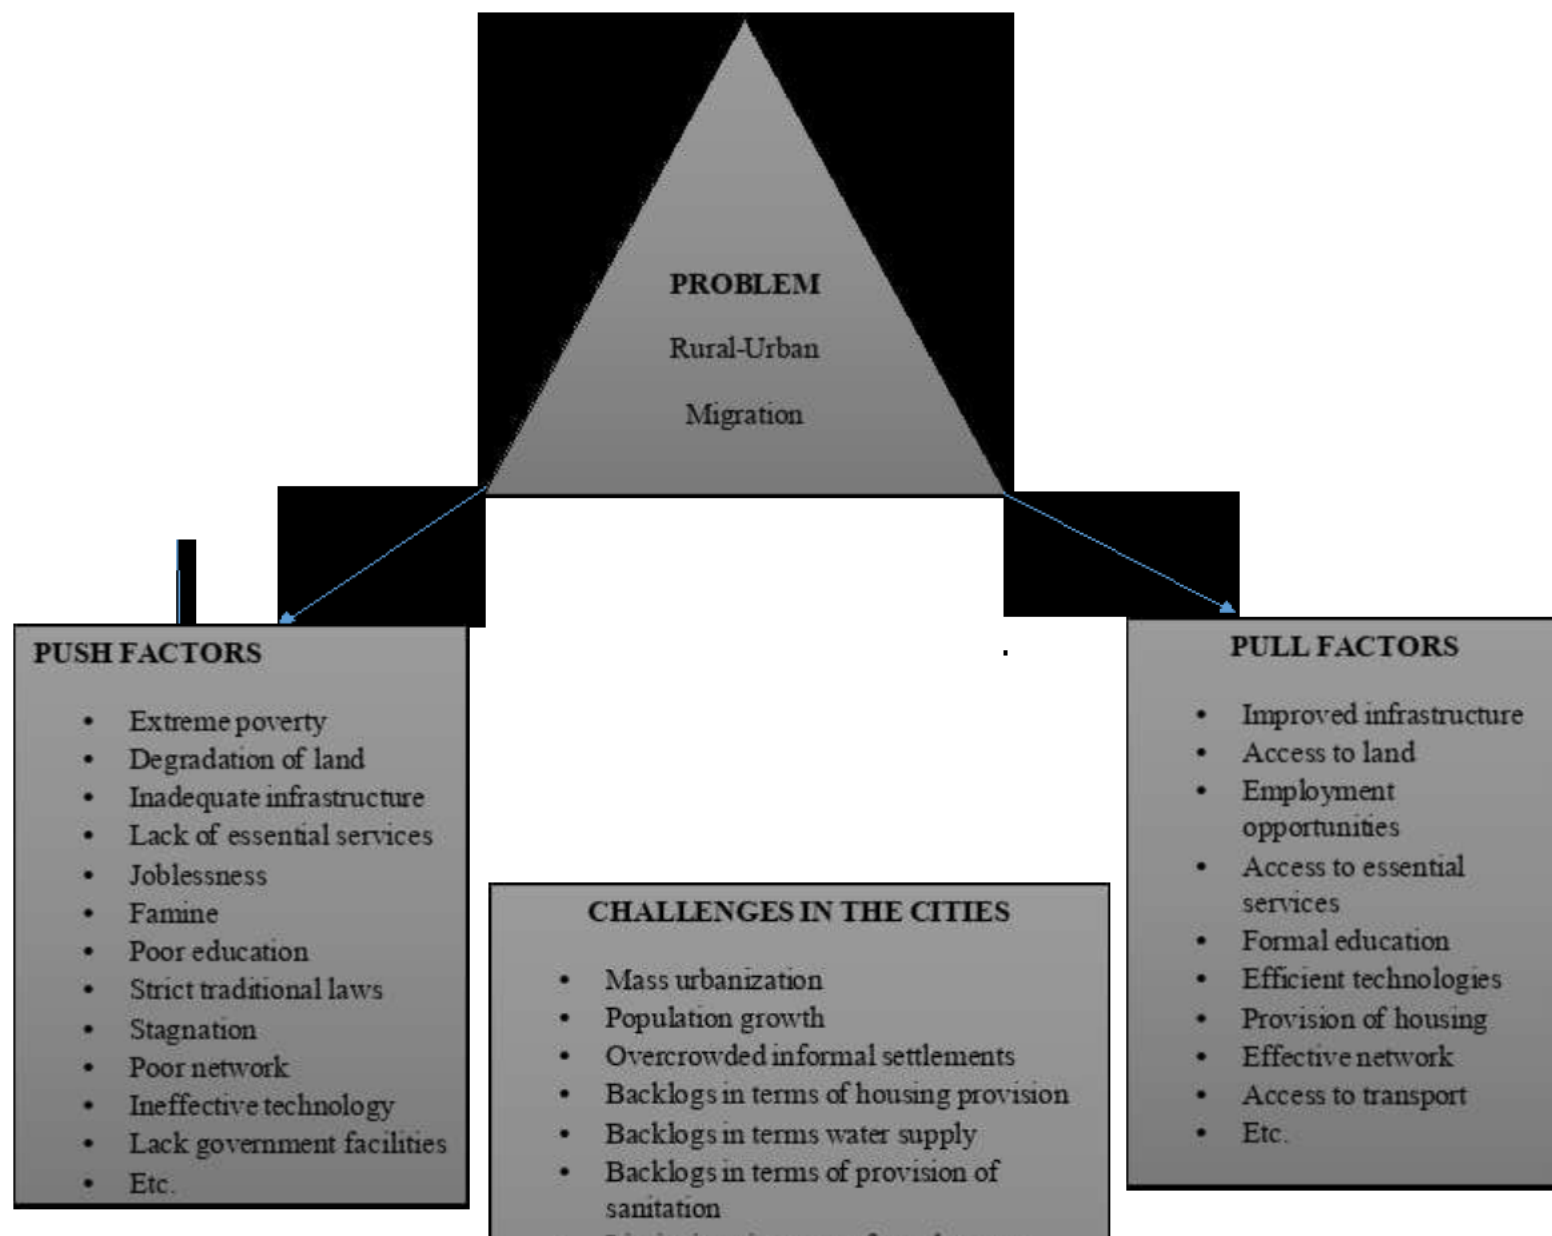 PROBLEM
Rural-Urban
Migration
PUSH FACTORS
• Extreme poverty
• Degradation of land
• Inadequate infrastructure
• Lack of essential services
• Joblessness
• Famine
• Poor education
• Strict traditional laws
• Stagnation
• Poor network
• Ineffective technology
• Lack government facilities
• Etc.
CHALLENGES IN THE CITIES
• Mass urbanization
• Population growth
• Overcrowded informal settlements
• Backlogs in terms of housing provision
• Backlogs in terms water supply
• Backlogs in terms of provision of
sanitation
PULL FACTORS
• Improved infrastructure
• Access to land
• Employment
opportunities
• Access to essential
services
• Formal education
• Efficient technologies
• Provision of housing
• Effective network
• Access to transport
• Etc.